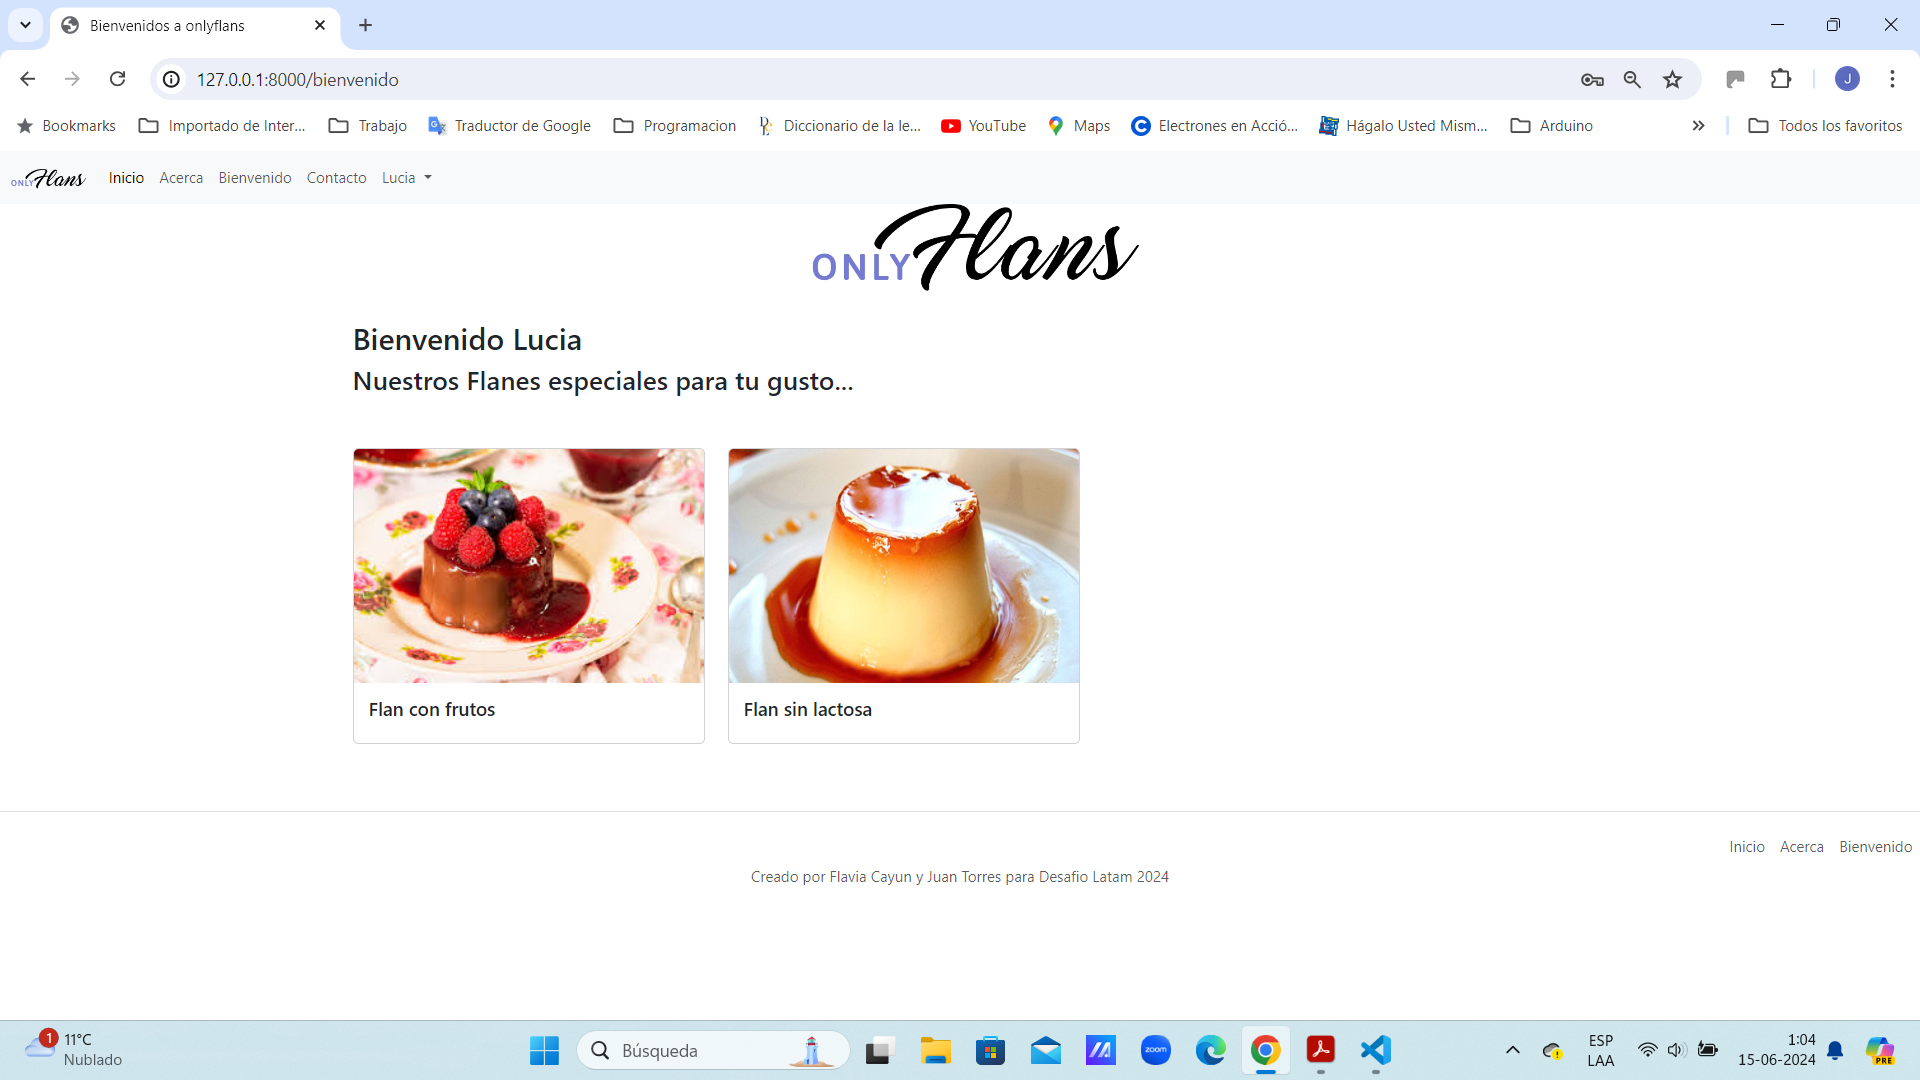 Bienvenidos a onlyflans
127.0.0.1:8000/bienvenido
J
Bookmarks Importado de Inter... Trabajo Traductor de Google Programacion Diccionario de la le... YouTube Maps Electrones en Acció... Hágalo Usted Mism... Arduino Todos los favoritos
ONLY Flans Inicio Acerca Bienvenido Contacto Lucia
ONLY Flans
Bienvenido Lucia
Nuestros Flanes especiales para tu gusto...
Flan con frutos
Flan sin lactosa
Inicio Acerca Bienvenido
Creado por Flavia Cayun y Juan Torres para Desafio Latam 2024
1 11°C
Nublado
Búsqueda
zoom
ESP
LAA
1:04
15-06-2024
PRE